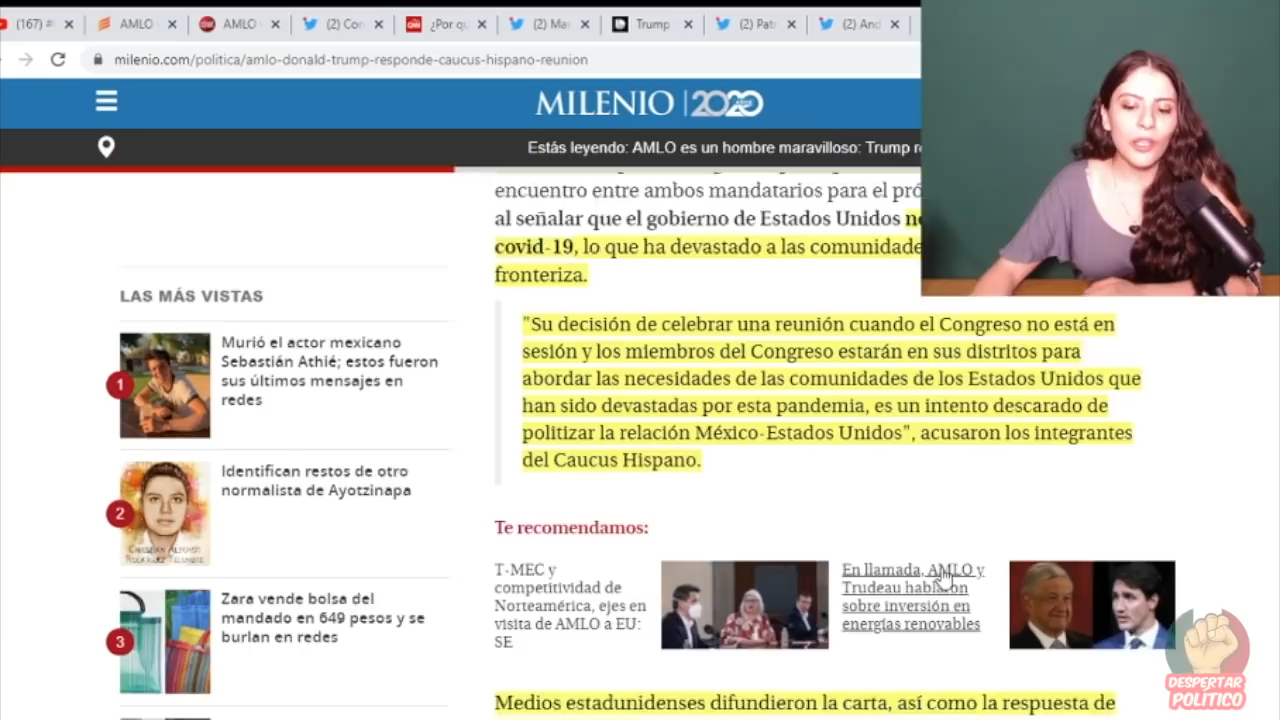 (167)
AMLO
AMLO
(2) Cor
¿Por qu
(2) Ma
Trump
(2) Pat
(2) And
milenio.com/politica/amlo-donald-trump-responde-caucus-hispano-reunion
MILENIO | 2020
Estás leyendo: AMLO es un hombre maravilloso: Trump r
encuentro entre ambos mandatarios para el pró
al señalar que el gobierno de Estados Unidos n
covid-19, lo que ha devastado a las comunidade
fronteriza.
"Su decisión de celebrar una reunión cuando el Congreso no está en
sesión y los miembros del Congreso estarán en sus distritos para
abordar las necesidades de las comunidades de los Estados Unidos que
han sido devastadas por esta pandemia, es un intento descarado de
politizar la relación México-Estados Unidos", acusaron los integrantes
del Caucus Hispano.
LAS MÁS VISTAS
1
Murió el actor mexicano
Sebastián Athié; estos fueron
sus últimos mensajes en
redes
2
Identifican restos de otro
normalista de Ayotzinapa
3
Zara vende bolsa del
mandado en 649 pesos y se
burlan en redes
Te recomendamos:
T-MEC y
competitividad de
Norteamérica, ejes en
visita de AMLO a EU:
SE
En llamada, AMLO y
Trudeau hablaron
sobre inversión en
energías renovables
Medios estadunidenses difundieron la carta, así como la respuesta de
DESPERTAR
POLÍTICO